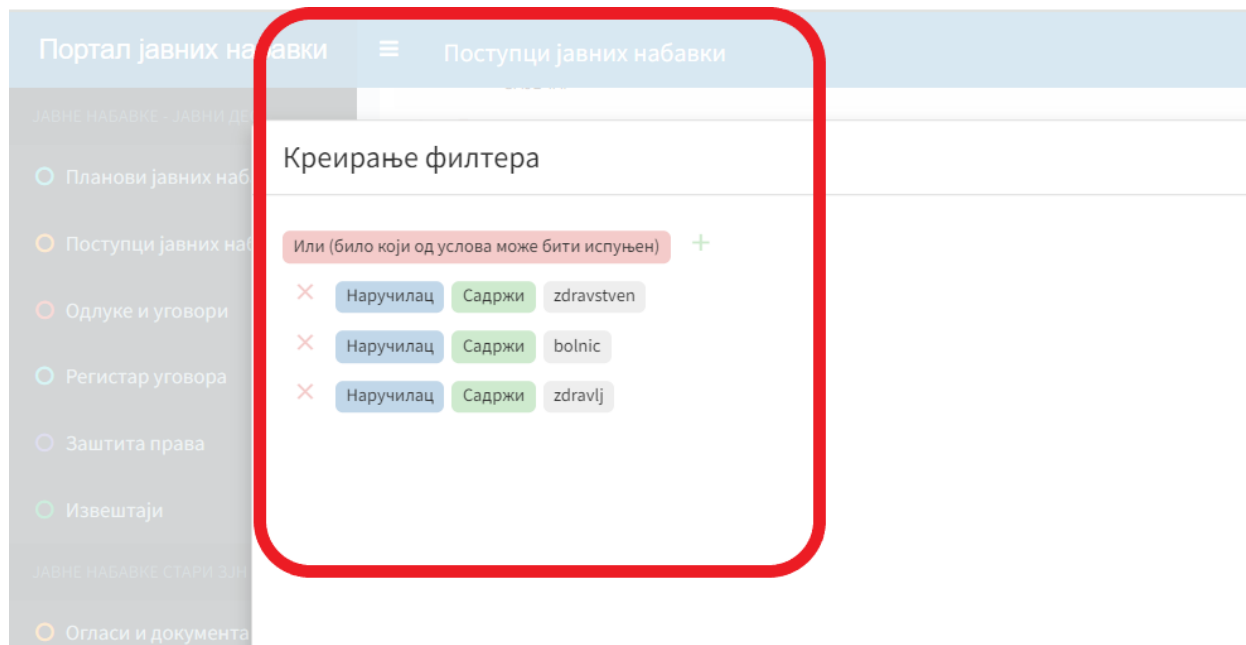 Портал јавних набавки
Поступци јавних набавки
ЈАВНЕ НАБАВКЕ - ЈАВНИ ДЕ
Креирање филтера
Планови јавних наб
Или (било који од услова може бити испуњен) +
Поступци јавних наб
× Наручилац Садржи zdravstven
Одлуке и уговори
× Наручилац Садржи bolnic
Регистар уговора
× Наручилац Садржи zdravlj
Заштита права
Извештаји
ЈАВНЕ НАБАВКЕ СТАРИ ЗЈН
Огласи и документа